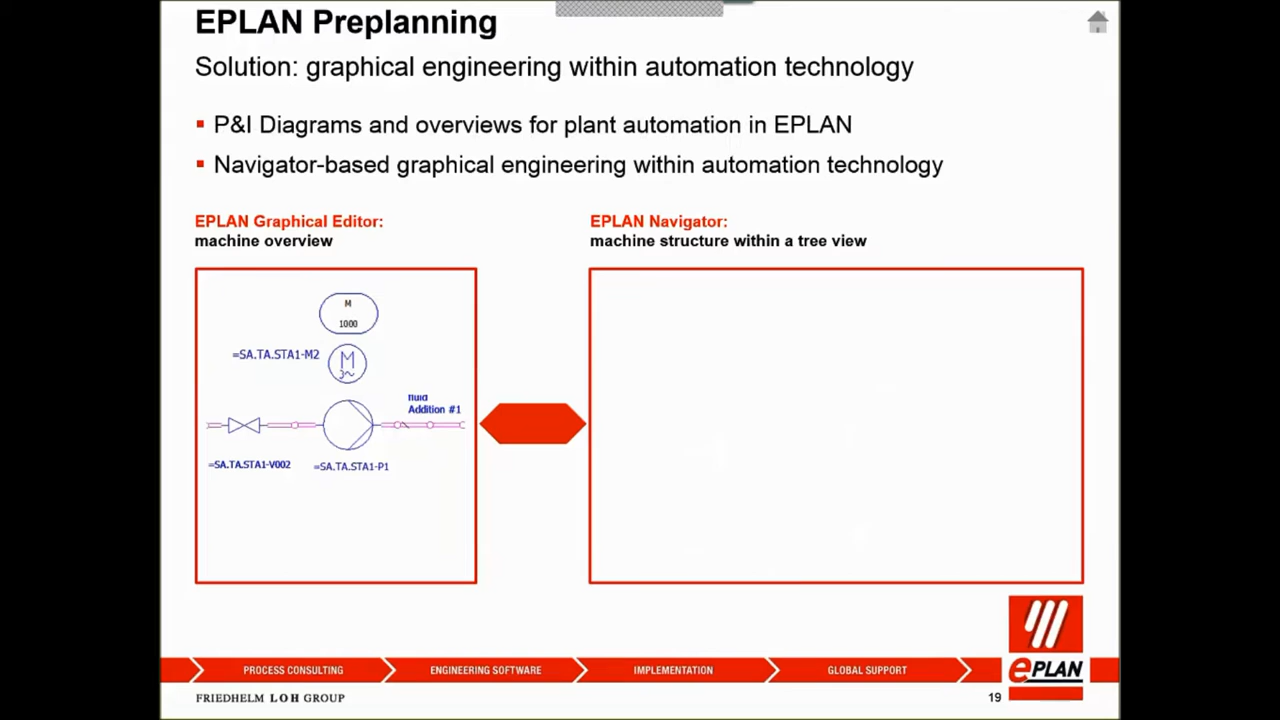 EPLAN Preplanning
Solution: graphical engineering within automation technology
P&I Diagrams and overviews for plant automation in EPLAN
Navigator-based graphical engineering within automation technology
EPLAN Graphical Editor:
machine overview
EPLAN Navigator:
machine structure within a tree view
M
1000
=SA.TA.STA1-M2
M
3~
fluid
Addition #1
=SA.TA.STA1-V002
=SA.TA.STA1-P1
PROCESS CONSULTING
ENGINEERING SOFTWARE
IMPLEMENTATION
GLOBAL SUPPORT
ePLAN
FRIEDHELM LOH GROUP
19